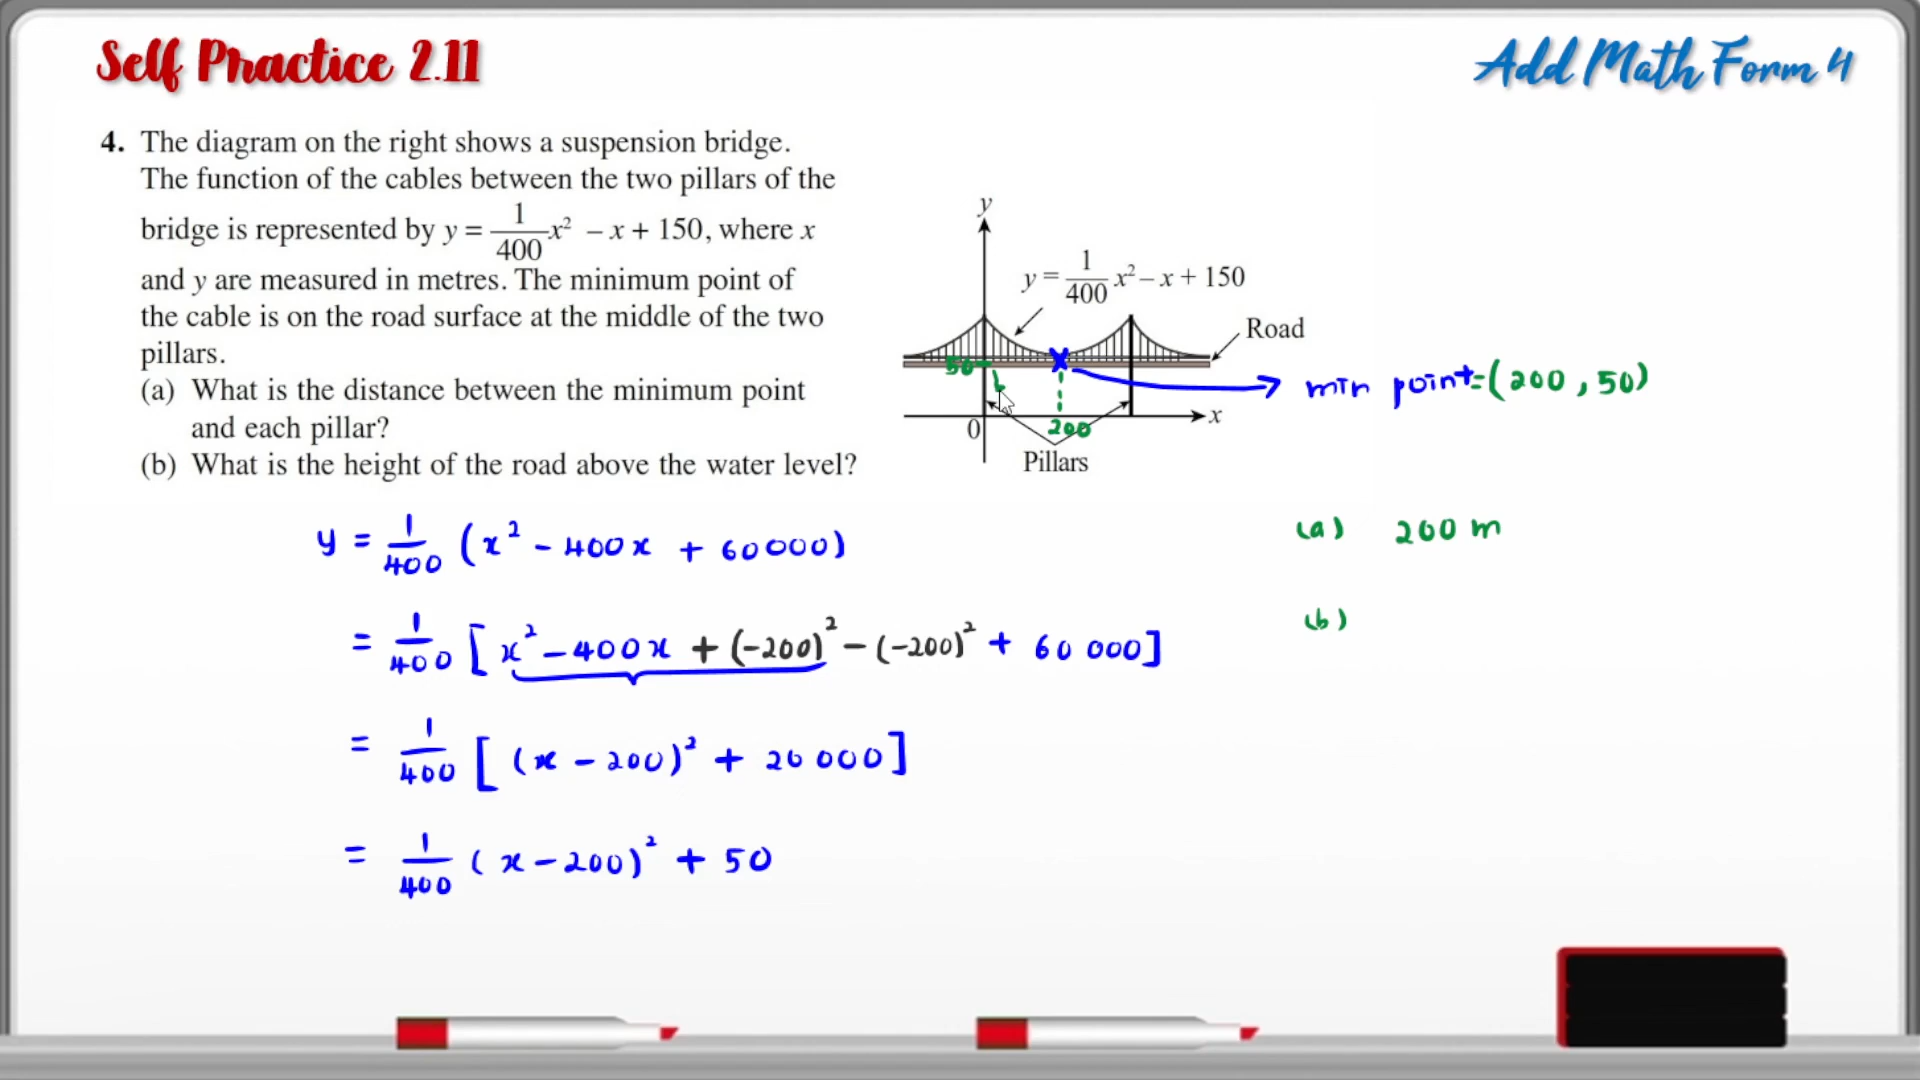 Self Practice 2.11
Add Math Form 4
4. The diagram on the right shows a suspension bridge.
The function of the cables between the two pillars of the
bridge is represented by y = 1/400 x² – x + 150, where x
and y are measured in metres. The minimum point of
the cable is on the road surface at the middle of the two
pillars.
(a) What is the distance between the minimum point
and each pillar?
(b) What is the height of the road above the water level?
y
y = 1/400 x² – x + 150
Road
50
min point = (200, 50)
x
0
200
Pillars
y = 1/400 (x² - 400x + 60000)
= 1/400 [x² - 400x + (-200)² - (-200)² + 60 000]
= 1/400 [(x - 200)² + 20 000]
= 1/400 (x - 200)² + 50
(a) 200 m
(b)